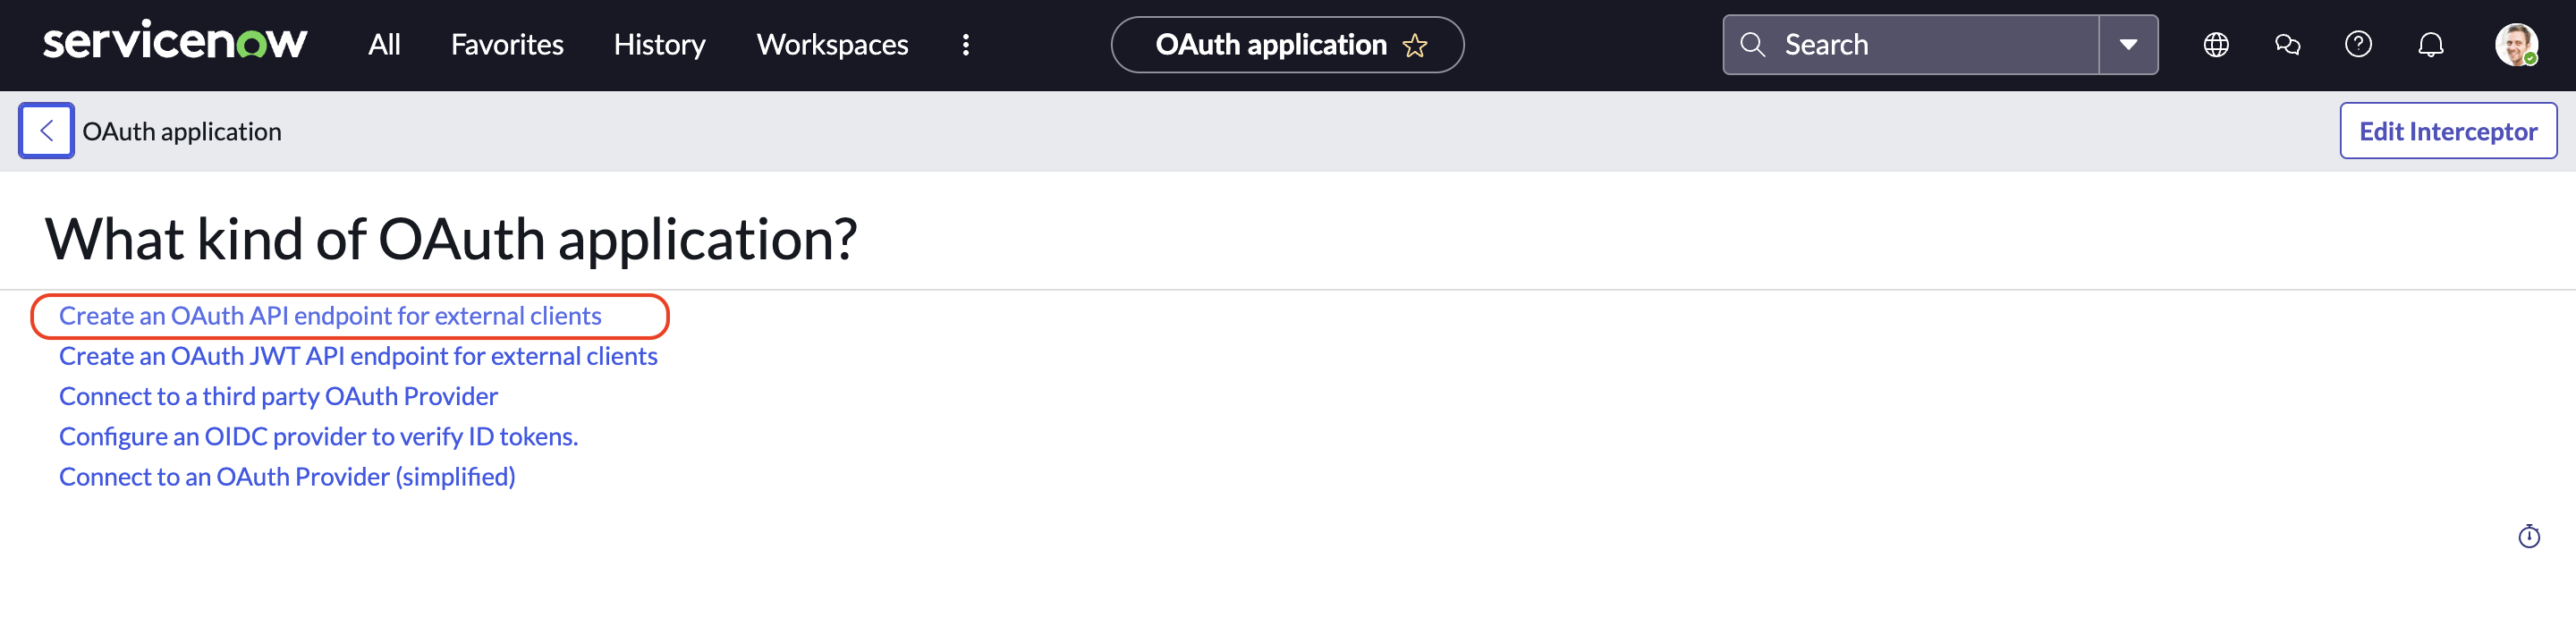 servicenow All Favorites History Workspaces OAuth application Search
OAuth application Edit Interceptor
What kind of OAuth application?
Create an OAuth API endpoint for external clients
Create an OAuth JWT API endpoint for external clients
Connect to a third party OAuth Provider
Configure an OIDC provider to verify ID tokens.
Connect to an OAuth Provider (simplified)